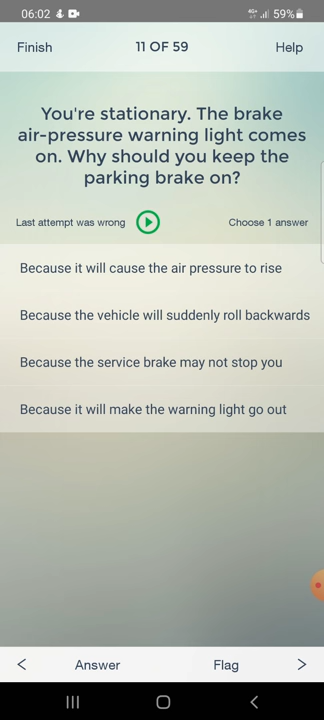 06:02 4G+ 59%
Finish 11 OF 59 Help
You're stationary. The brake
air-pressure warning light comes
on. Why should you keep the
parking brake on?
Last attempt was wrong Choose 1 answer
Because it will cause the air pressure to rise
Because the vehicle will suddenly roll backwards
Because the service brake may not stop you
Because it will make the warning light go out
< Answer Flag >